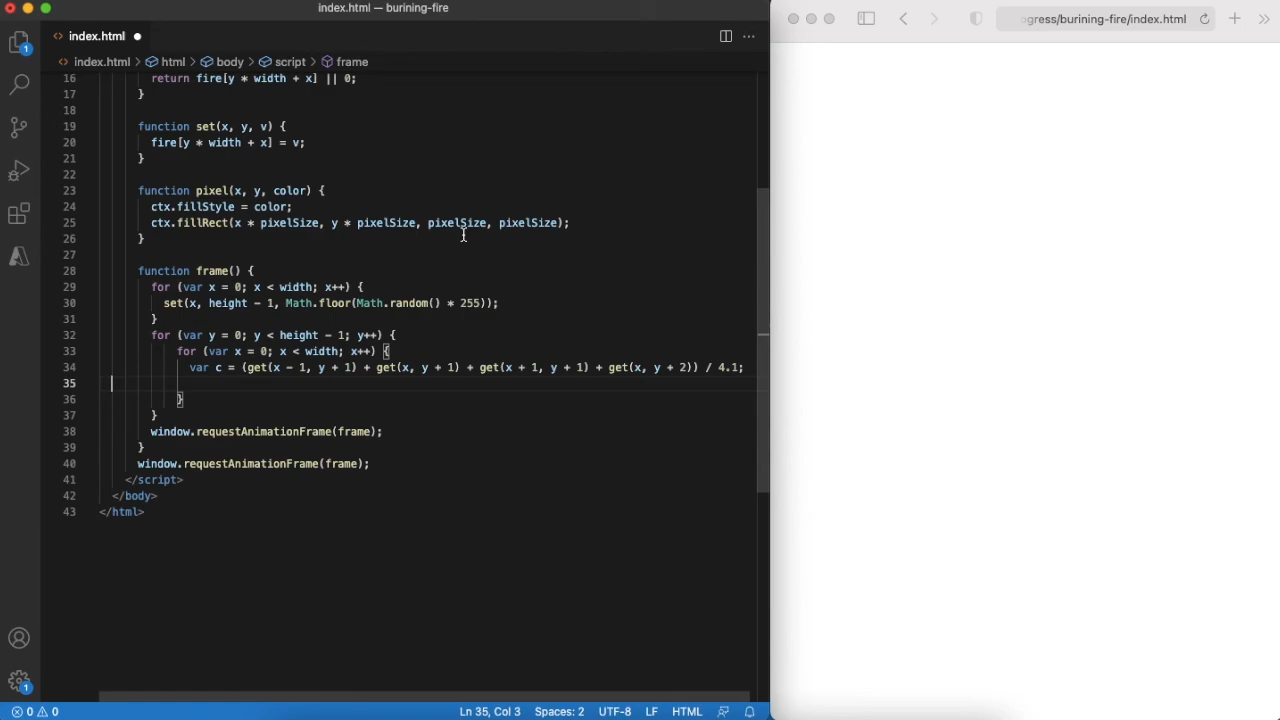 index.html — burining-fire
index.html
index.html html body script frame
ogress/burining-fire/index.html
16 return fire[y * width + x] || 0;
17 }
18
19 function set(x, y, v) {
20 fire[y * width + x] = v;
21 }
22
23 function pixel(x, y, color) {
24 ctx.fillStyle = color;
25 ctx.fillRect(x * pixelSize, y * pixelSize, pixelSize, pixelSize);
26 }
27
28 function frame() {
29 for (var x = 0; x < width; x++) {
30 set(x, height - 1, Math.floor(Math.random() * 255));
31 }
32 for (var y = 0; y < height - 1; y++) {
33 for (var x = 0; x < width; x++) {
34 var c = (get(x - 1, y + 1) + get(x, y + 1) + get(x + 1, y + 1) + get(x, y + 2)) / 4.1;
35
36 }
37 }
38 window.requestAnimationFrame(frame);
39 }
40 window.requestAnimationFrame(frame);
41 </script>
42 </body>
43 </html>
1
1
0 0 Ln 35, Col 3 Spaces: 2 UTF-8 LF HTML